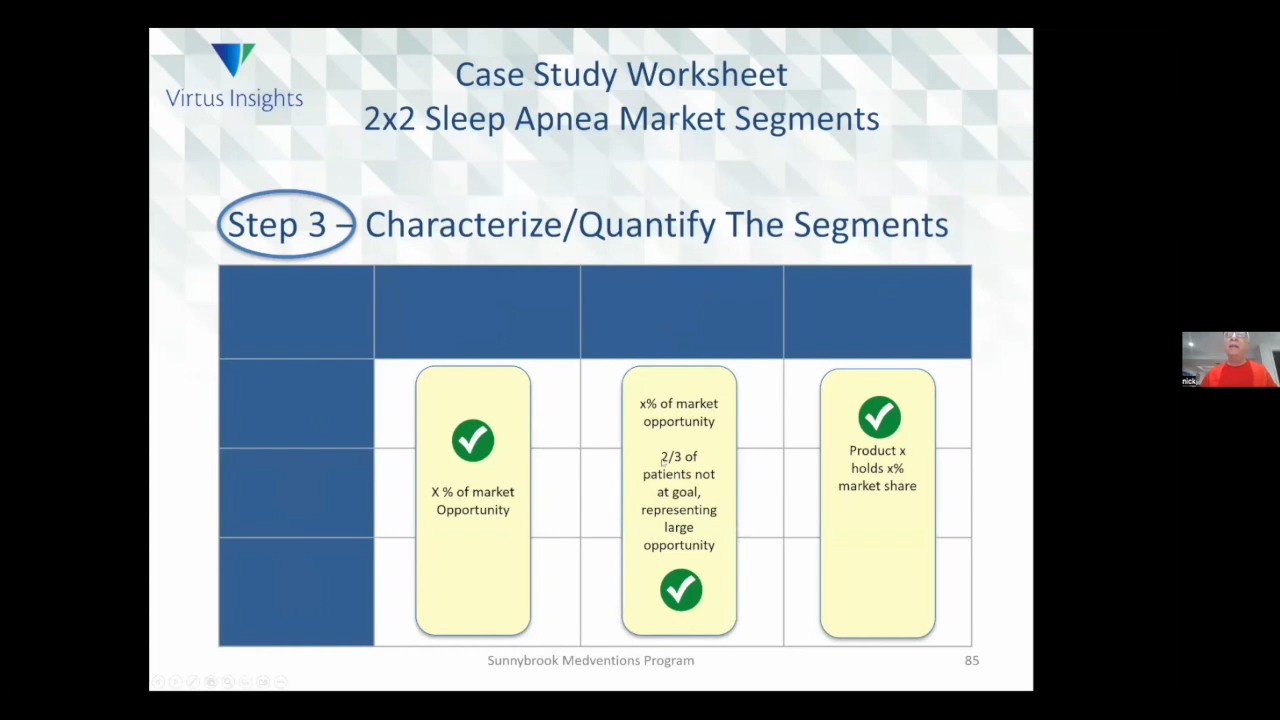 Virtus Insights
Case Study Worksheet
2x2 Sleep Apnea Market Segments
Step 3 – Characterize/Quantify The Segments
X % of market
Opportunity
x% of market
opportunity
2/3 of
patients not
at goal,
representing
large
opportunity
Product x
holds x%
market share
nick
Sunnybrook Medventions Program
85